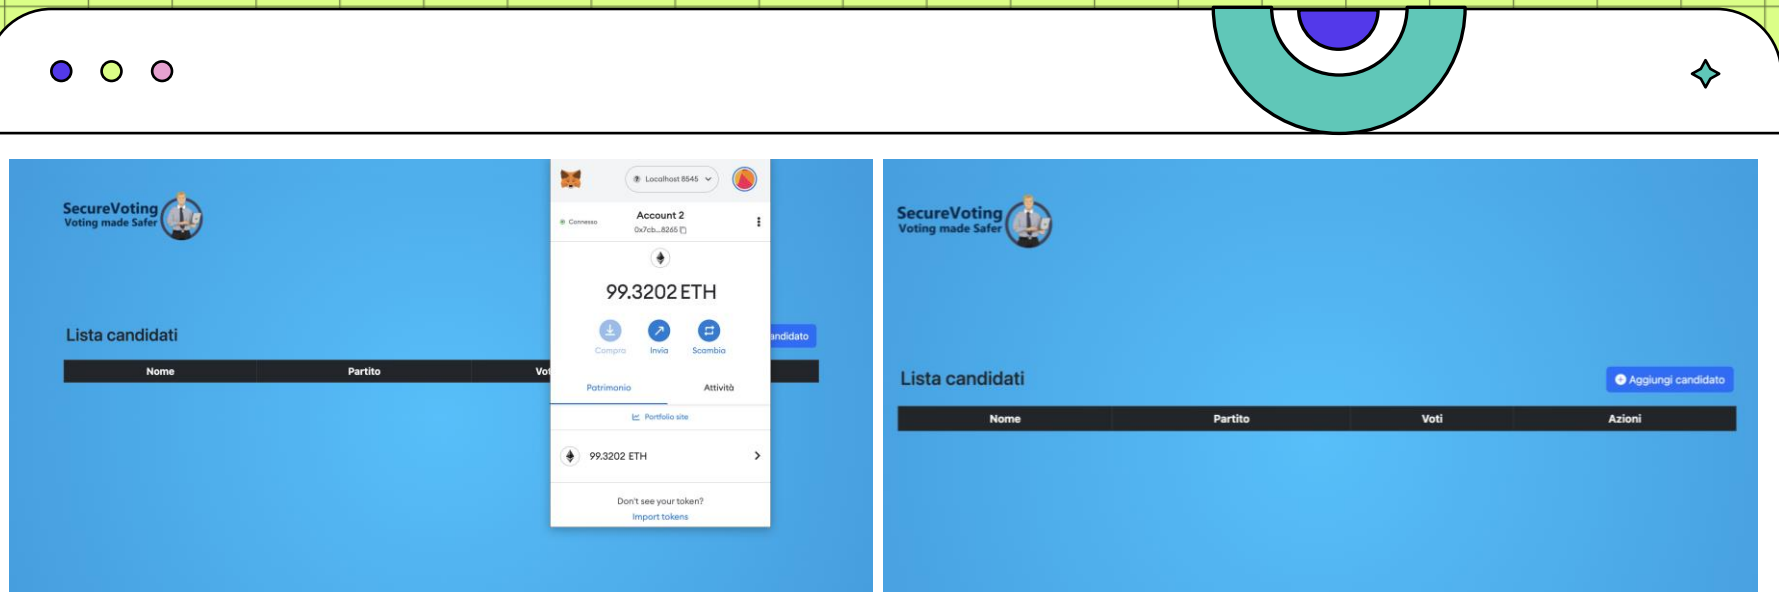 SecureVoting
Voting made Safer
Lista candidati
andidato
Nome Partito Vot
Localhost 8545
Connesso
Account 2
0x7cb...8265
99.3202 ETH
Compra Invia Scambia
Patrimonio Attività
Portfolio site
99.3202 ETH
Don't see your token?
Import tokens
SecureVoting
Voting made Safer
Lista candidati
Aggiungi candidato
Nome Partito Voti Azioni